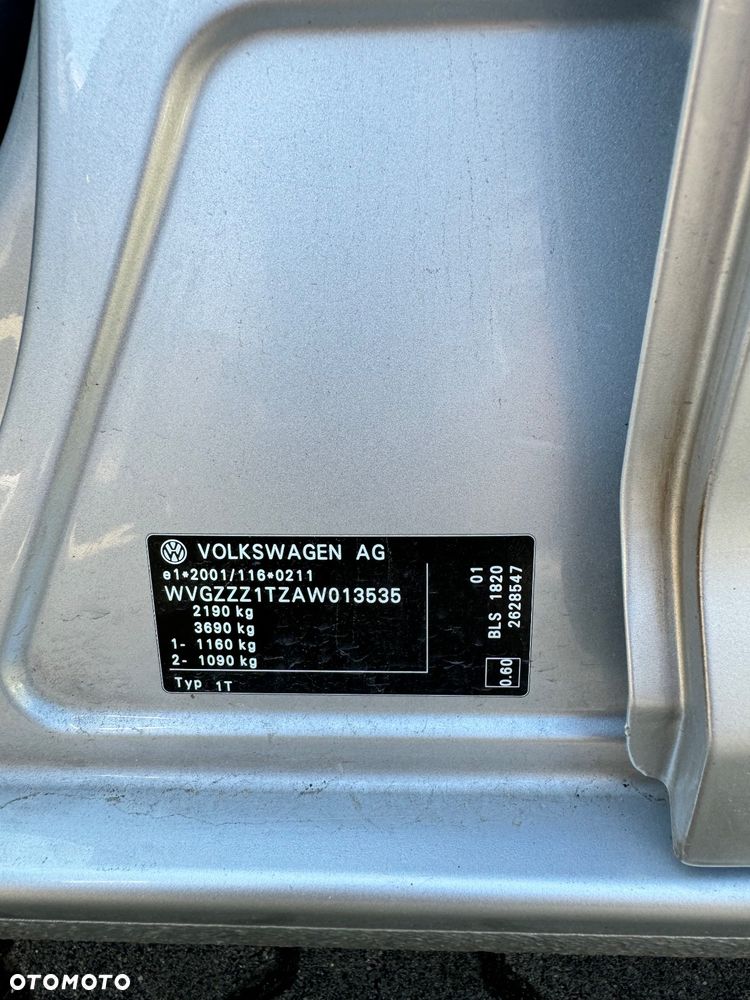 VOLKSWAGEN AG
e1*2001/116*0211
WVGZZZ1TZAW013535
2190 kg
3690 kg
1- 1160 kg
2- 1090 kg
Typ 1T
01
BLS 1820
2628547
0.60
OTOMOTO